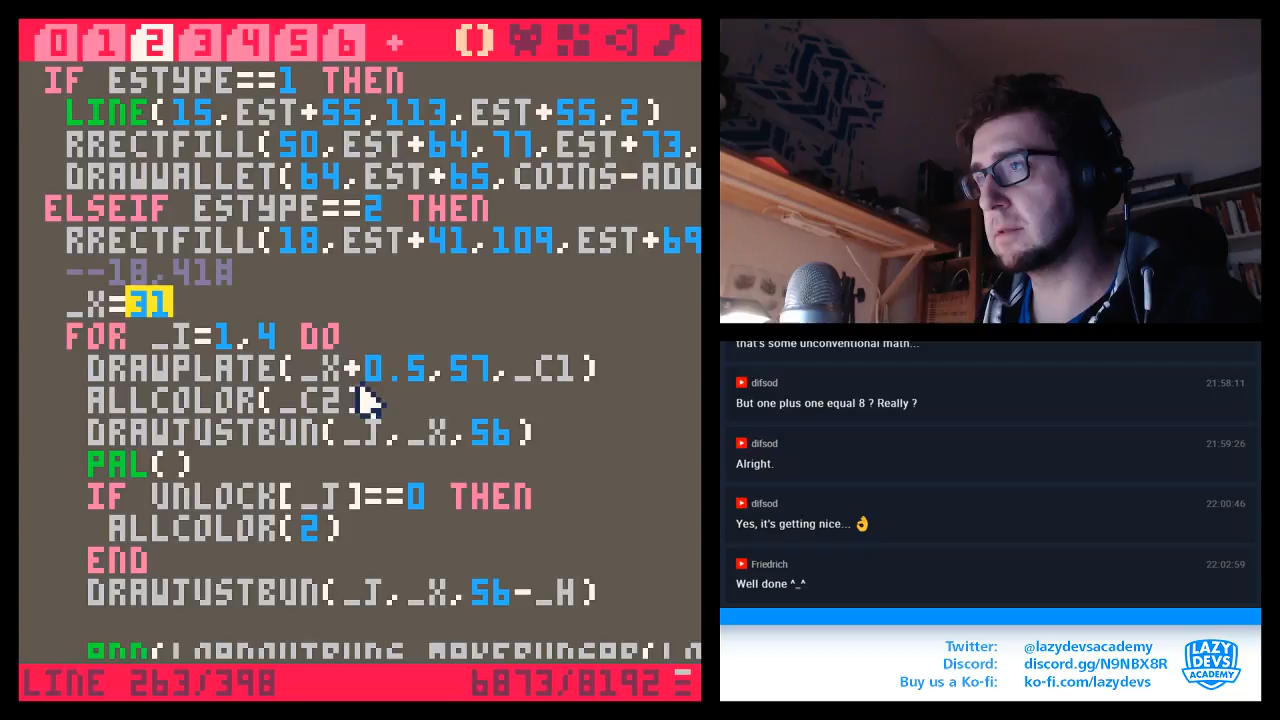 0 1 2 3 4 5 6 +
IF ESTYPE==1 THEN
LINE(15,EST+55,113,EST+55,2)
RRECTFILL(50,EST+64,77,EST+73,
DRAWWALLET(64,EST+65,COINS-ADD
ELSEIF ESTYPE==2 THEN
RRECTFILL(18,EST+41,109,EST+69
--18,41#
_X=31
FOR _I=1,4 DO
DRAWPLATE(_X+0.5,57,_C1)
ALLCOLOR(_C2)
DRAWJUSTBUN(_J,_X,56)
PAL()
IF UNLOCK[_J]==0 THEN
ALLCOLOR(2)
END
DRAWJUSTBUN(_J,_X,56-_H)
LINE 263/398
6873/8192
that's some unconventional math...
difsod 21:58:11
But one plus one equal 8 ? Really ?
difsod 21:59:26
Alright.
difsod 22:00:46
Yes, it's getting nice... 👌
Friedrich 22:02:59
Well done ^_^
Twitter: @lazydevsacademy
Discord: discord.gg/N9NBX8R
Buy us a Ko-fi: ko-fi.com/lazydevs
LAZY
DEVS
ACADEMY